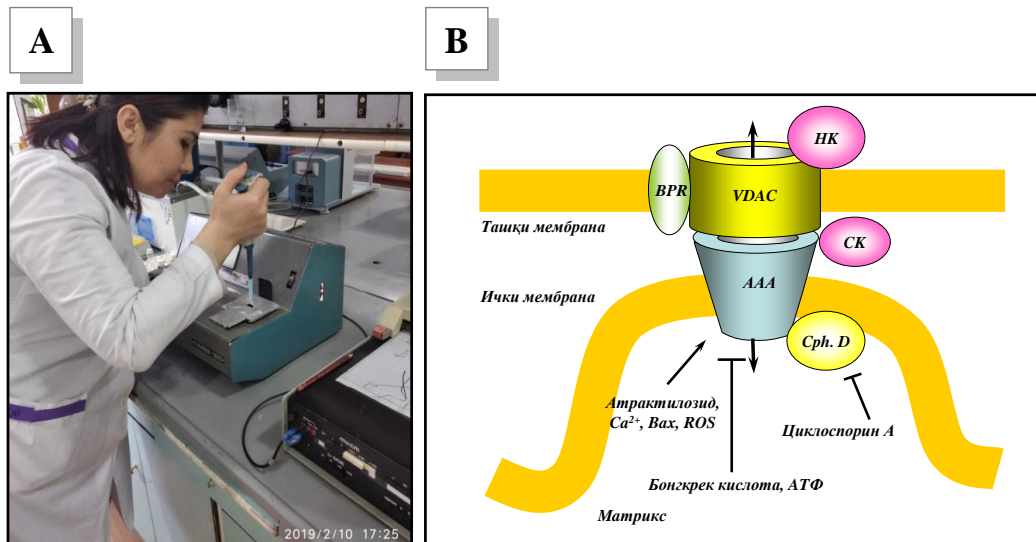 A
B
2019/2/10 17:25
HK
BPR
VDAC
Ташқи мембрана
CK
AAA
Ички мембрана
Cph. D
Атрактилозид,
Ca²⁺, Bax, ROS
Циклоспорин А
Бонгкрек кислота, АТФ
Матрикс